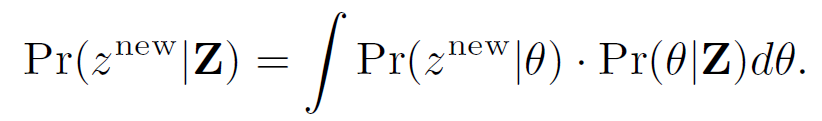 Pr(z^new|𝐙) = ∫ Pr(z^new|θ) · Pr(θ|𝐙)dθ.